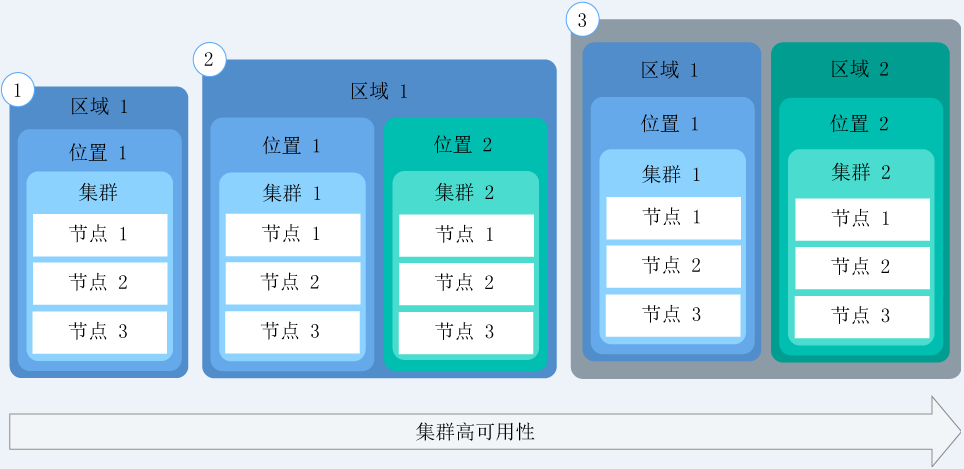 1
区域 1
位置 1
集群
节点 1
节点 2
节点 3
2
区域 1
位置 1
集群 1
节点 1
节点 2
节点 3
位置 2
集群 2
节点 1
节点 2
节点 3
3
区域 1
位置 1
集群 1
节点 1
节点 2
节点 3
区域 2
位置 2
集群 2
节点 1
节点 2
节点 3
集群高可用性